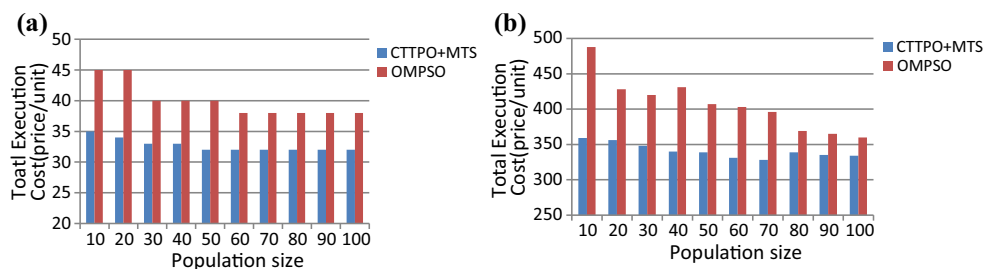 (a)
Toatl Execution
Cost(price/unit)
50
45
40
35
30
25
20
10 20 30 40 50 60 70 80 90 100
Population size
CTTPO+MTS
OMPSO
(b)
Total Execution
Cost(price/unit)
500
450
400
350
300
250
10 20 30 40 50 60 70 80 90 100
Population size
CTTPO+MTS
OMPSO